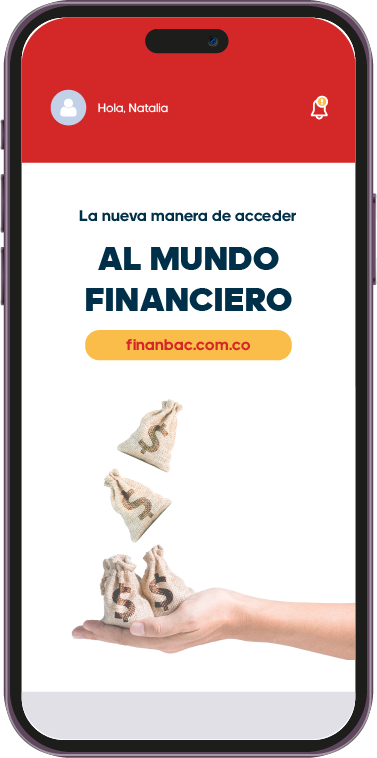 Hola, Natalia
La nueva manera de acceder
AL MUNDO
FINANCIERO
finanbac.com.co
$
$
$ $